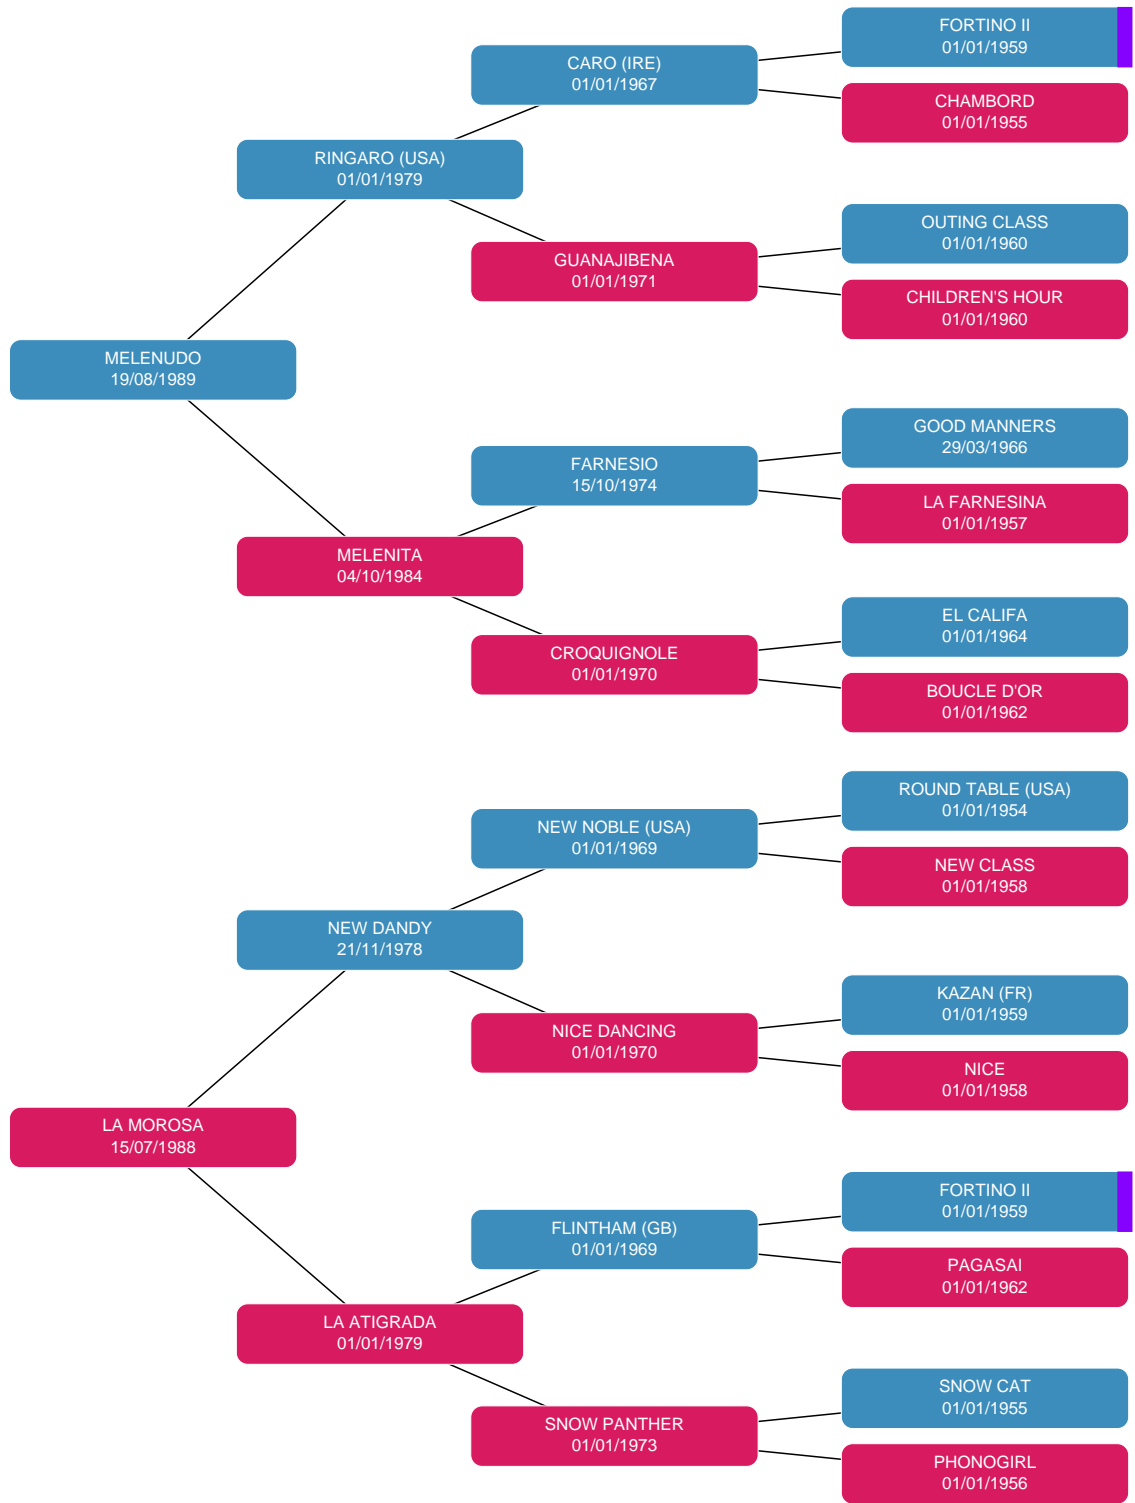 FORTINO II
01/01/1959
CARO (IRE)
01/01/1967
CHAMBORD
01/01/1955
RINGARO (USA)
01/01/1979
OUTING CLASS
01/01/1960
GUANAJIBENA
01/01/1971
CHILDREN'S HOUR
01/01/1960
MELENUDO
19/08/1989
GOOD MANNERS
29/03/1966
FARNESIO
15/10/1974
LA FARNESINA
01/01/1957
MELENITA
04/10/1984
EL CALIFA
01/01/1964
CROQUIGNOLE
01/01/1970
BOUCLE D'OR
01/01/1962
ROUND TABLE (USA)
01/01/1954
NEW NOBLE (USA)
01/01/1969
NEW CLASS
01/01/1958
NEW DANDY
21/11/1978
KAZAN (FR)
01/01/1959
NICE DANCING
01/01/1970
NICE
01/01/1958
LA MOROSA
15/07/1988
FORTINO II
01/01/1959
FLINTHAM (GB)
01/01/1969
PAGASAI
01/01/1962
LA ATIGRADA
01/01/1979
SNOW CAT
01/01/1955
SNOW PANTHER
01/01/1973
PHONOGIRL
01/01/1956